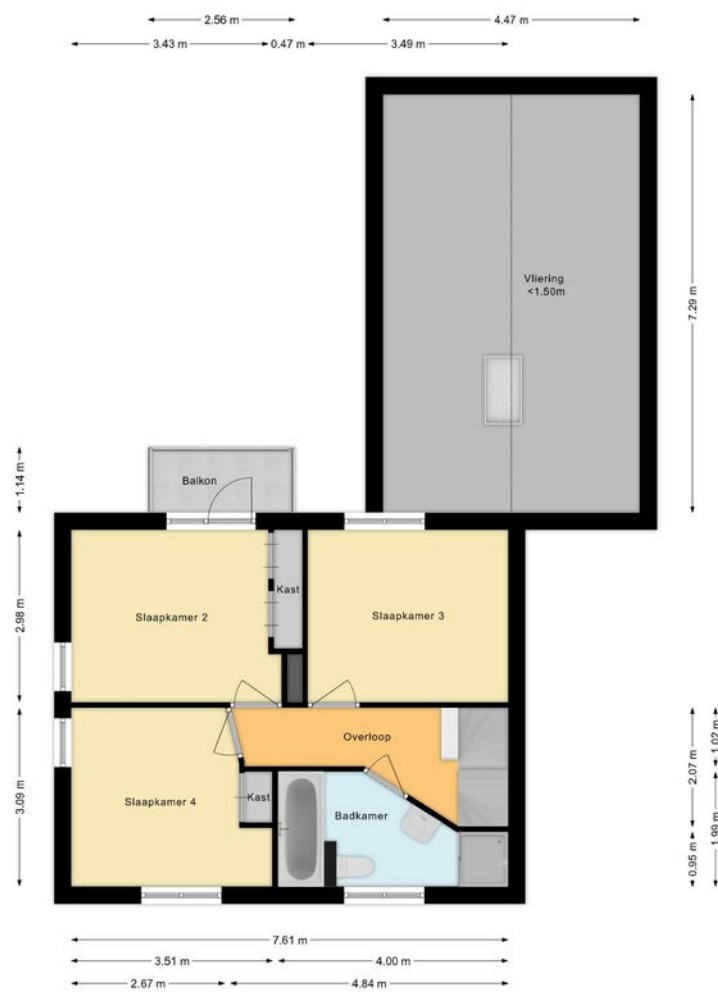 2.56 m
4.47 m
3.43 m
0.47 m
3.49 m
Vliering
<1.50m
7.29 m
1.14 m
Balkon
Kast
2.98 m
Slaapkamer 2
Slaapkamer 3
Overloop
1.02 m
2.07 m
3.09 m
Slaapkamer 4
Kast
Badkamer
1.99 m
0.95 m
7.61 m
3.51 m
4.00 m
2.67 m
4.84 m